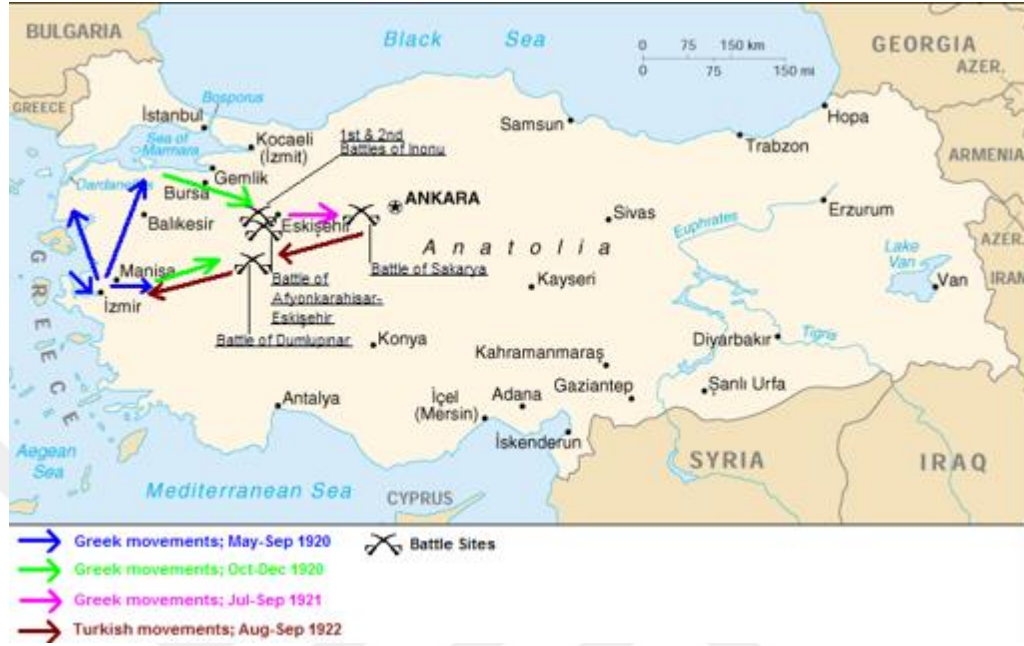 BULGARIA
Black Sea
0 75 150 km
0 75 150 mi
GEORGIA
AZER.
GREECE
Bosporus
İstanbul
Sea of
Marmara
Kocaeli
(İzmit)
1st & 2nd
Battles of Inonu
Samsun
Hopa
Trabzon
ARMENIA
Gemlik
Bursa
ANKARA
Balıkesir
Eskişehir
Sivas
Euphrates
Erzurum
Anatolia
AZER.
GREECE
Manisa
İzmir
Battle of Sakarya
Kayseri
Lake
Van
Van
IRAN
Battle of
Afyonkarahisar-
Eskişehir
Battle of Dumlupınar
Konya
Diyarbakır
Tigris
Kahramanmaraş
Gaziantep
Şanlı Urfa
Antalya
İçel
(Mersin)
Adana
İskenderun
Aegean
Sea
Mediterranean Sea
CYPRUS
SYRIA
IRAQ
Greek movements; May-Sep 1920
Battle Sites
Greek movements; Oct-Dec 1920
Greek movements; Jul-Sep 1921
Turkish movements; Aug-Sep 1922